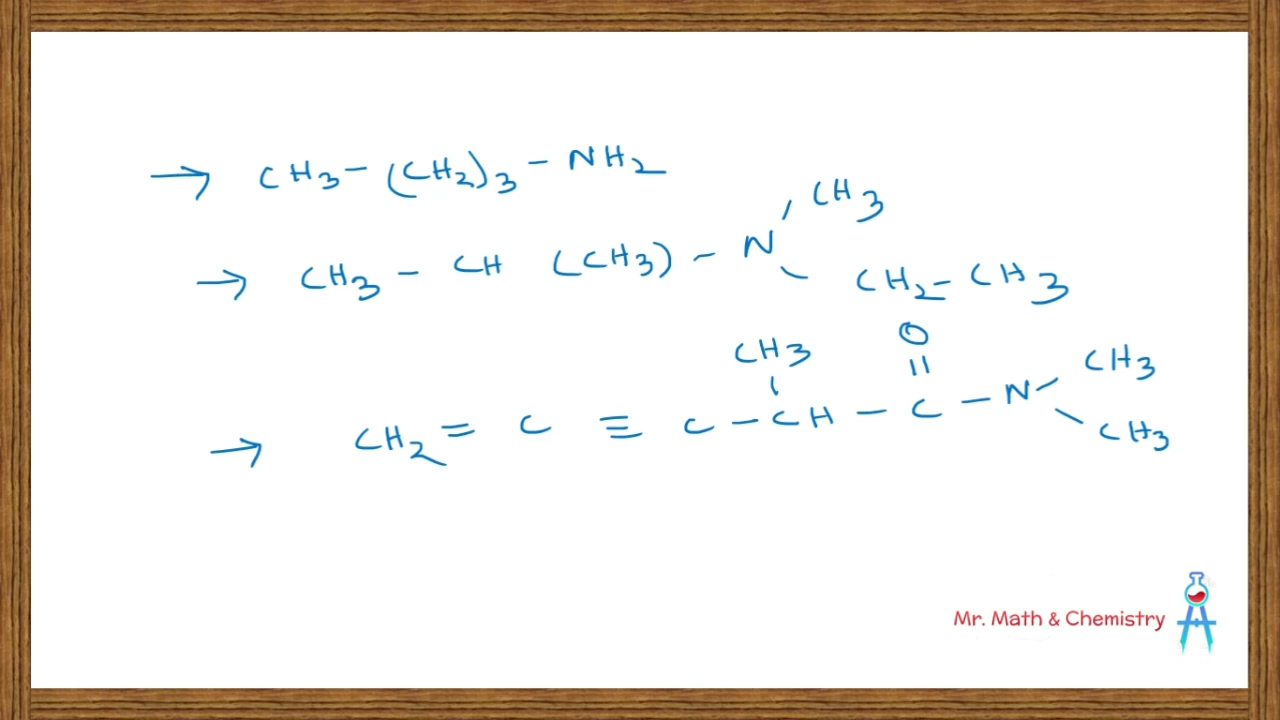 → CH3 - (CH2)3 - NH2
CH3
→ CH3 - CH (CH3) - N
CH2 - CH3
CH3 O
CH3
→ CH2 = C ≡ C - CH - C - N
CH3
Mr. Math & Chemistry